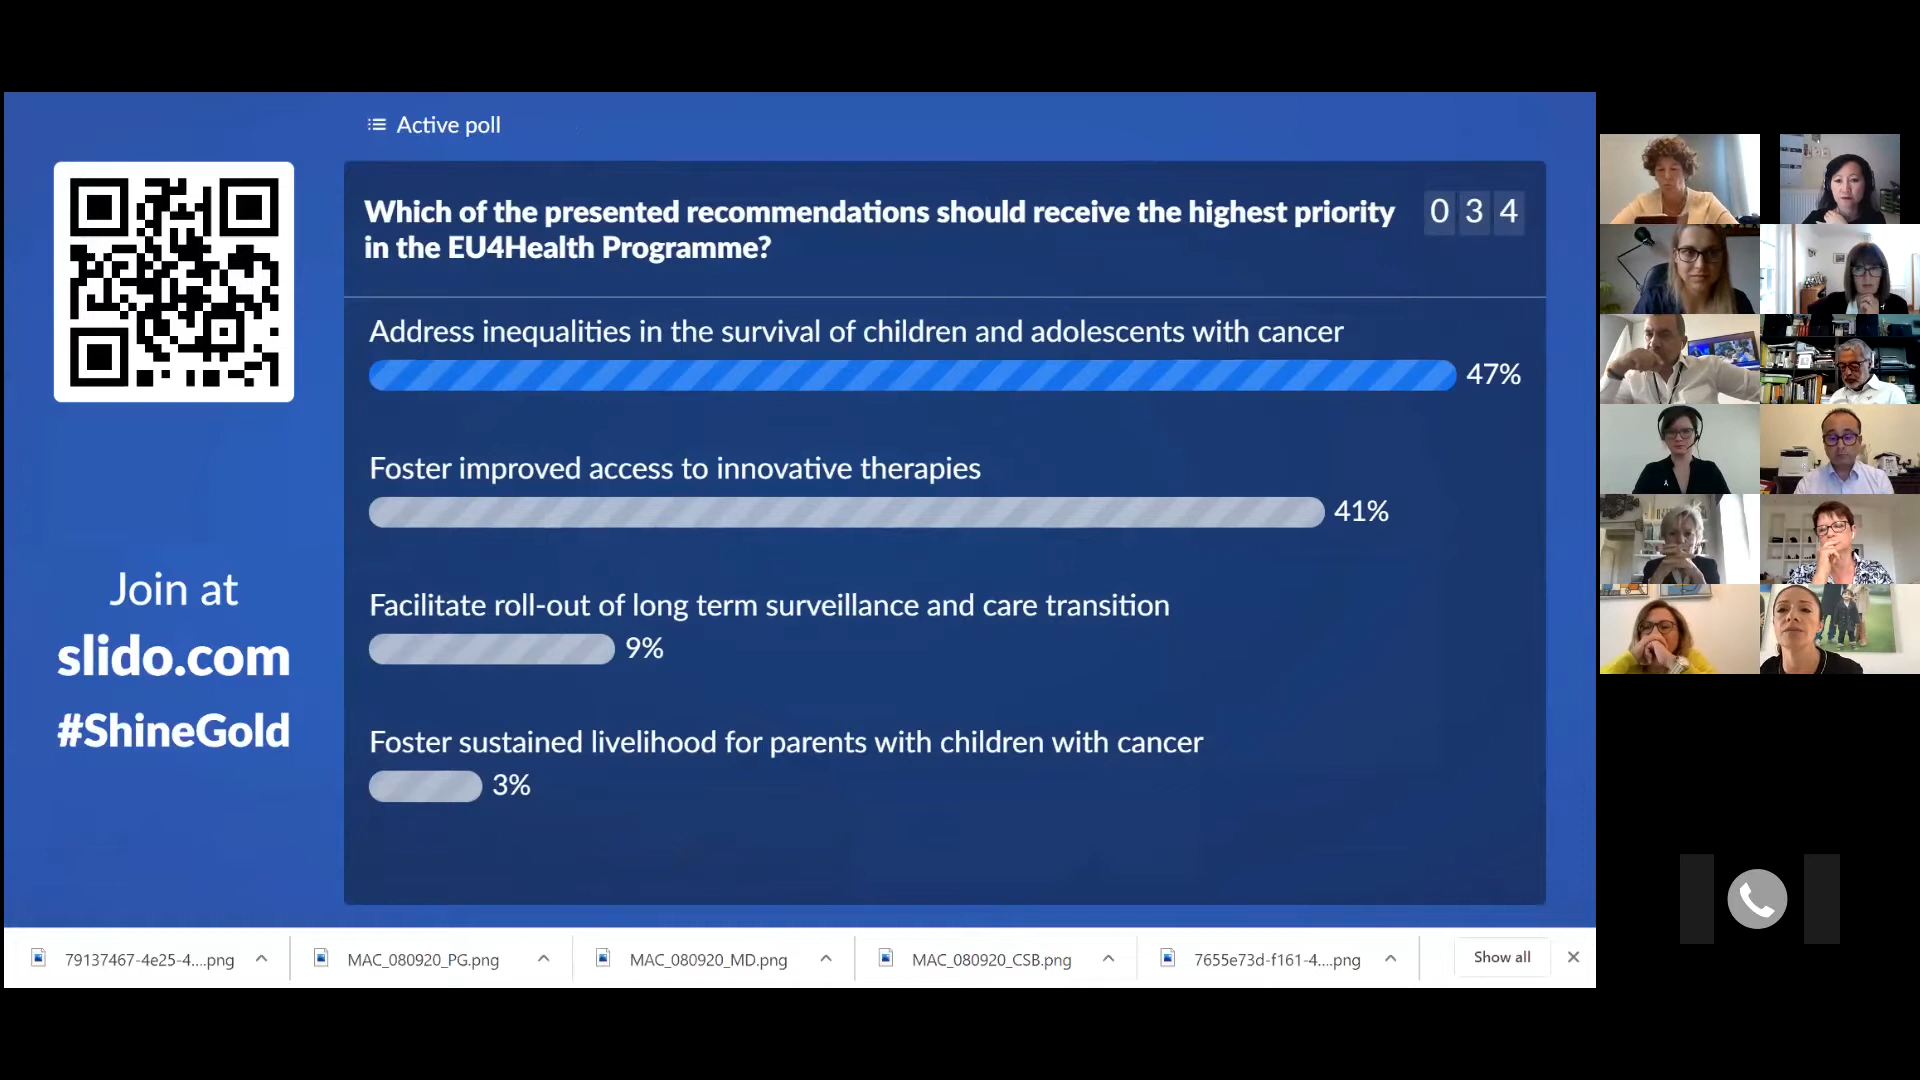 Active poll
Which of the presented recommendations should receive the highest priority
in the EU4Health Programme?
0 3 4
Address inequalities in the survival of children and adolescents with cancer
47%
Foster improved access to innovative therapies
41%
Facilitate roll-out of long term surveillance and care transition
9%
Foster sustained livelihood for parents with children with cancer
3%
Join at
slido.com
#ShineGold
79137467-4e25-4....png
MAC_080920_PG.png
MAC_080920_MD.png
MAC_080920_CSB.png
7655e73d-f161-4....png
Show all